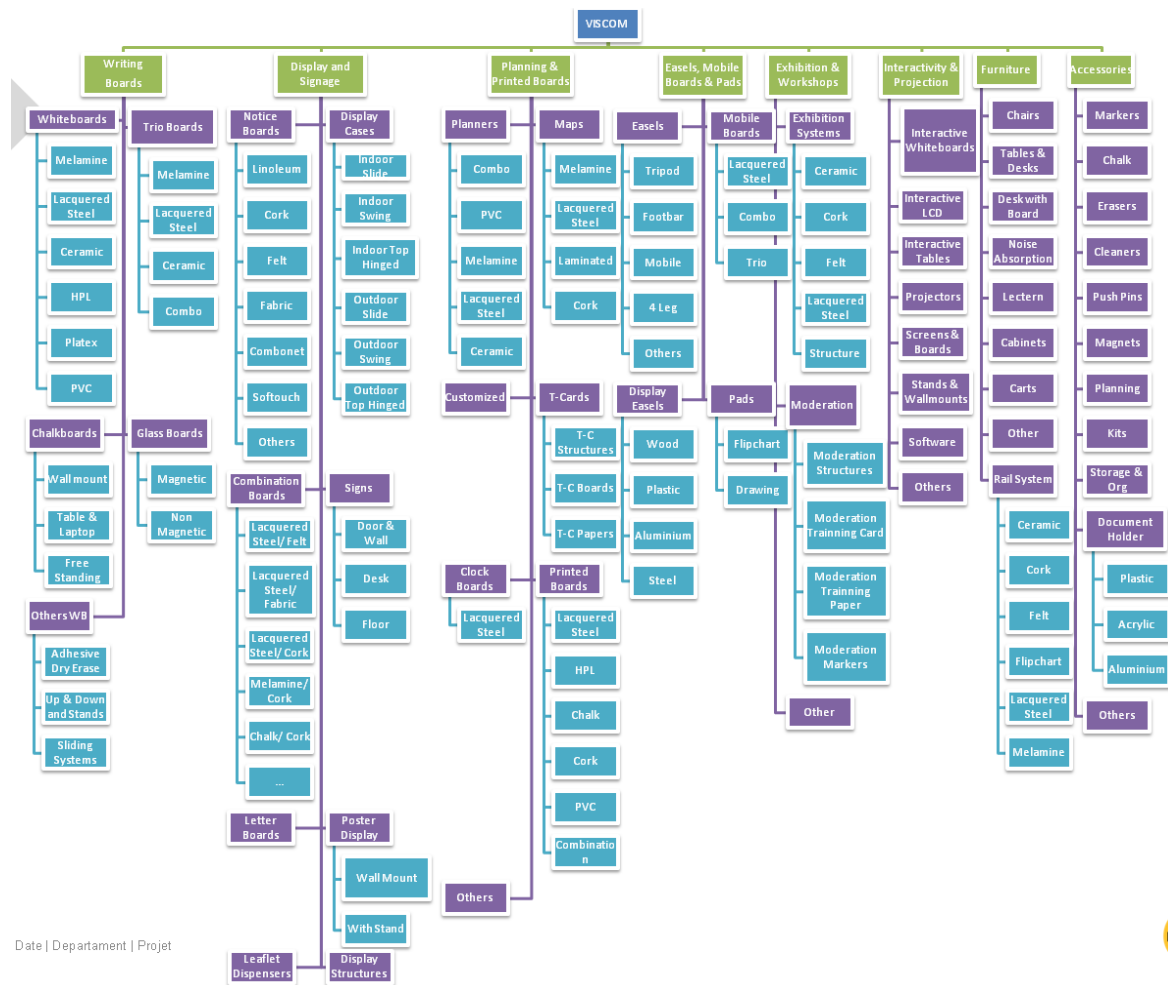 VISCOM
Writing
Boards
Whiteboards
Melamine
Lacquered
Steel
Ceramic
HPL
Platex
PVC
Trio Boards
Melamine
Lacquered
Steel
Ceramic
Combo
Chalkboards
Wall mount
Table &
Laptop
Free
Standing
Glass Boards
Magnetic
Non
Magnetic
Others WB
Adhesive
Dry Erase
Up & Down
and Stands
Sliding
Systems
Display and
Signage
Notice
Boards
Linoleum
Cork
Felt
Fabric
Combonet
Softouch
Others
Display
Cases
Indoor
Slide
Indoor
Swing
Indoor Top
Hinged
Outdoor
Slide
Outdoor
Swing
Outdoor
Top Hinged
Combination
Boards
Lacquered
Steel/ Felt
Lacquered
Steel/
Fabric
Lacquered
Steel/ Cork
Melamine/
Cork
Chalk/ Cork
...
Signs
Door &
Wall
Desk
Floor
Letter
Boards
Poster
Display
Wall Mount
With Stand
Leaflet
Dispensers
Display
Structures
Planning &
Printed Boards
Planners
Combo
PVC
Melamine
Lacquered
Steel
Ceramic
Maps
Melamine
Lacquered
Steel
Laminated
Cork
Customized
T-Cards
T-C
Structures
T-C Boards
T-C Papers
Clock
Boards
Lacquered
Steel
Printed
Boards
Lacquered
Steel
HPL
Chalk
Cork
PVC
Combinatio
n
Others
Easels, Mobile
Boards & Pads
Easels
Tripod
Footbar
Mobile
4 Leg
Others
Mobile
Boards
Lacquered
Steel
Combo
Trio
Display
Easels
Wood
Plastic
Aluminium
Steel
Pads
Flipchart
Drawing
Exhibition &
Workshops
Exhibition
Systems
Ceramic
Cork
Felt
Lacquered
Steel
Structure
Moderation
Moderation
Structures
Moderation
Trainning Card
Moderation
Trainning
Paper
Moderation
Markers
Other
Interactivity &
Projection
Interactive
Whiteboards
Interactive
LCD
Interactive
Tables
Projectors
Screens &
Boards
Stands &
Wallmounts
Software
Others
Furniture
Chairs
Tables &
Desks
Desk with
Board
Noise
Absorption
Lectern
Cabinets
Carts
Other
Rail System
Ceramic
Cork
Felt
Flipchart
Lacquered
Steel
Melamine
Accessories
Markers
Chalk
Erasers
Cleaners
Push Pins
Magnets
Planning
Kits
Storage &
Org
Document
Holder
Plastic
Acrylic
Aluminium
Others
Date | Departament | Projet